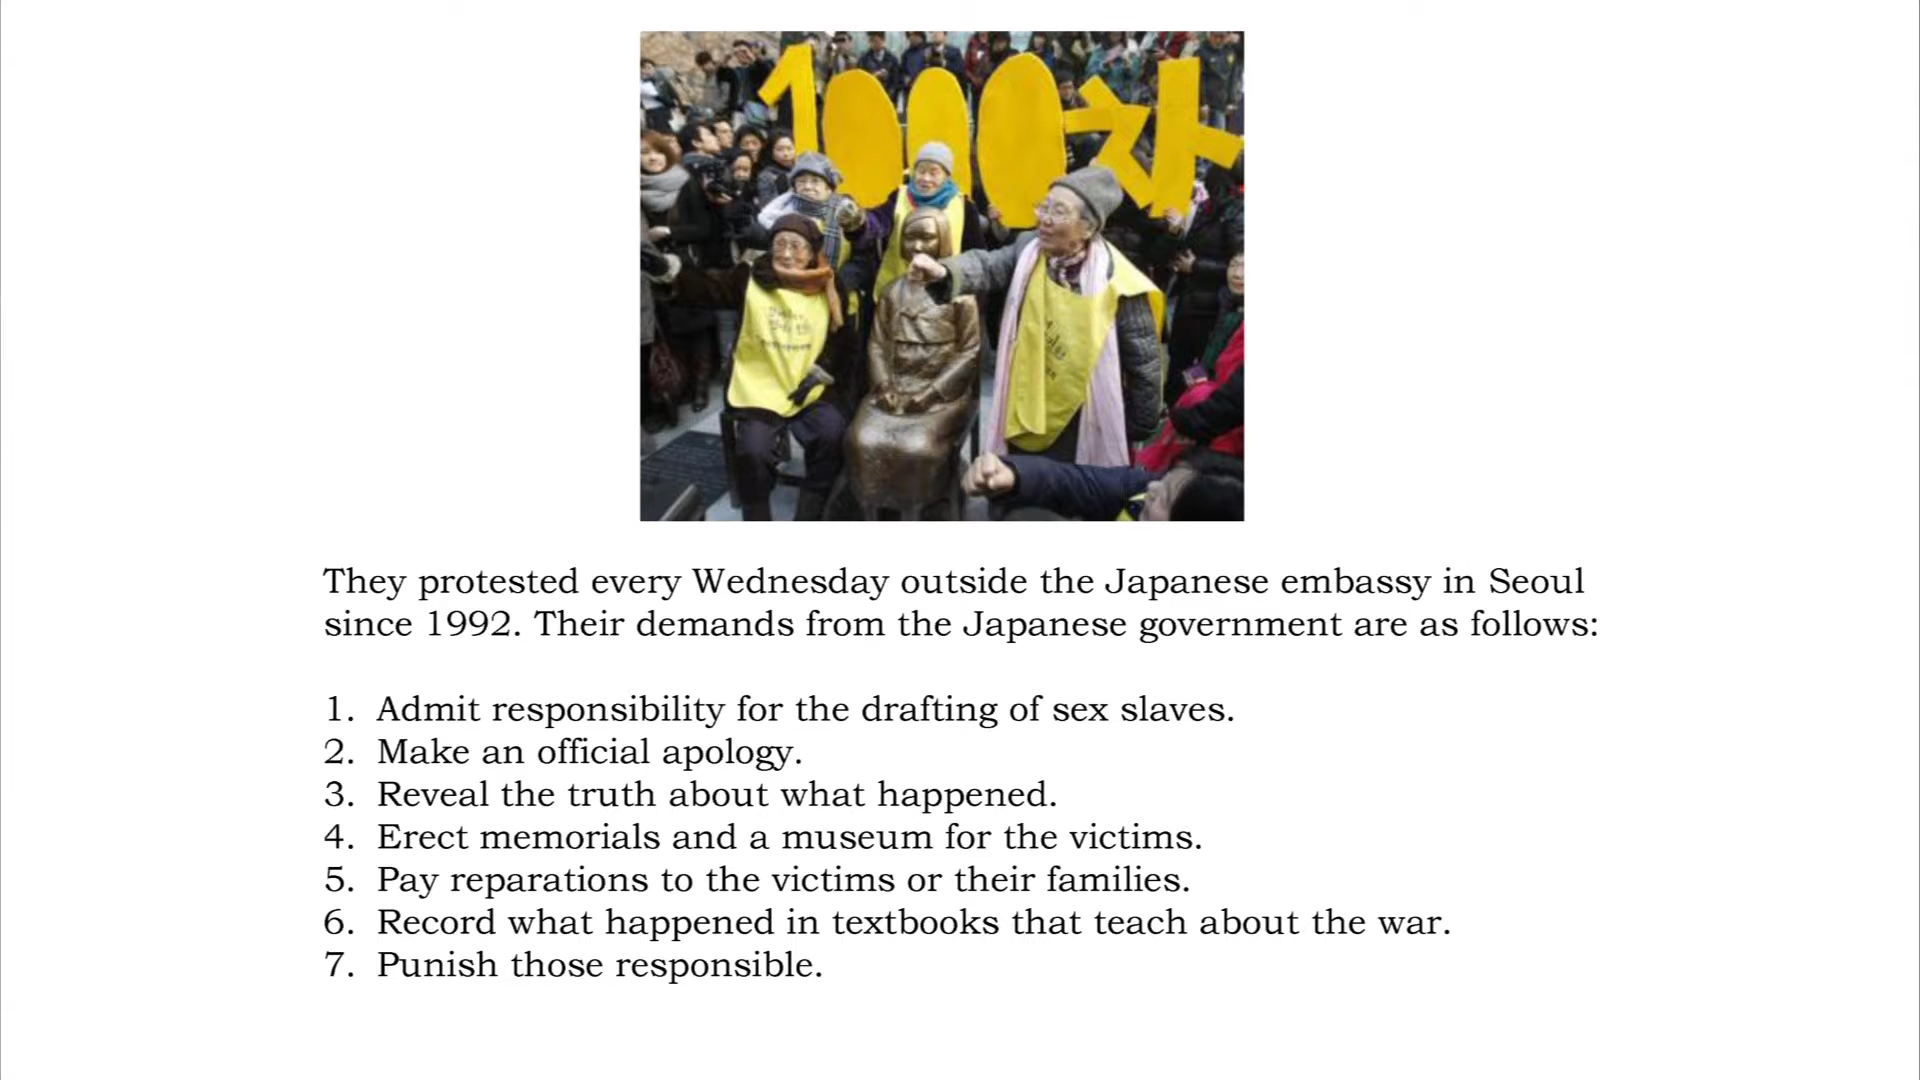 1000차
They protested every Wednesday outside the Japanese embassy in Seoul
since 1992. Their demands from the Japanese government are as follows:
1. Admit responsibility for the drafting of sex slaves.
2. Make an official apology.
3. Reveal the truth about what happened.
4. Erect memorials and a museum for the victims.
5. Pay reparations to the victims or their families.
6. Record what happened in textbooks that teach about the war.
7. Punish those responsible.